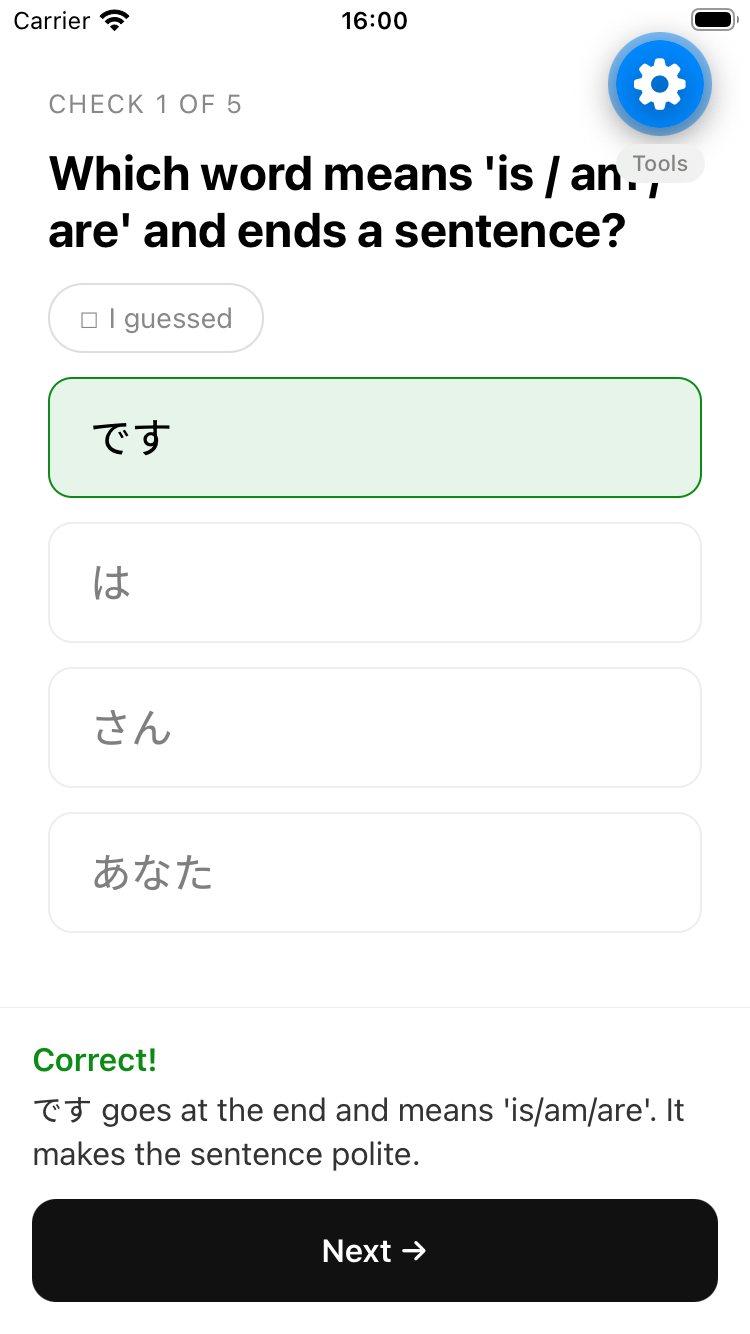 Carrier
16:00
CHECK 1 OF 5
Tools
Which word means 'is / am /
are' and ends a sentence?
□ I guessed
です
は
さん
あなた
Correct!
です goes at the end and means 'is/am/are'. It
makes the sentence polite.
Next →